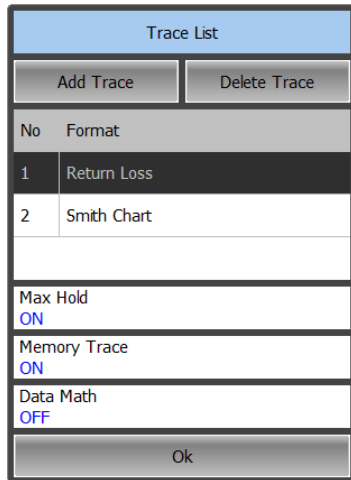 Trace List
Add Trace Delete Trace
No Format
1 Return Loss
2 Smith Chart
Max Hold
ON
Memory Trace
ON
Data Math
OFF
Ok